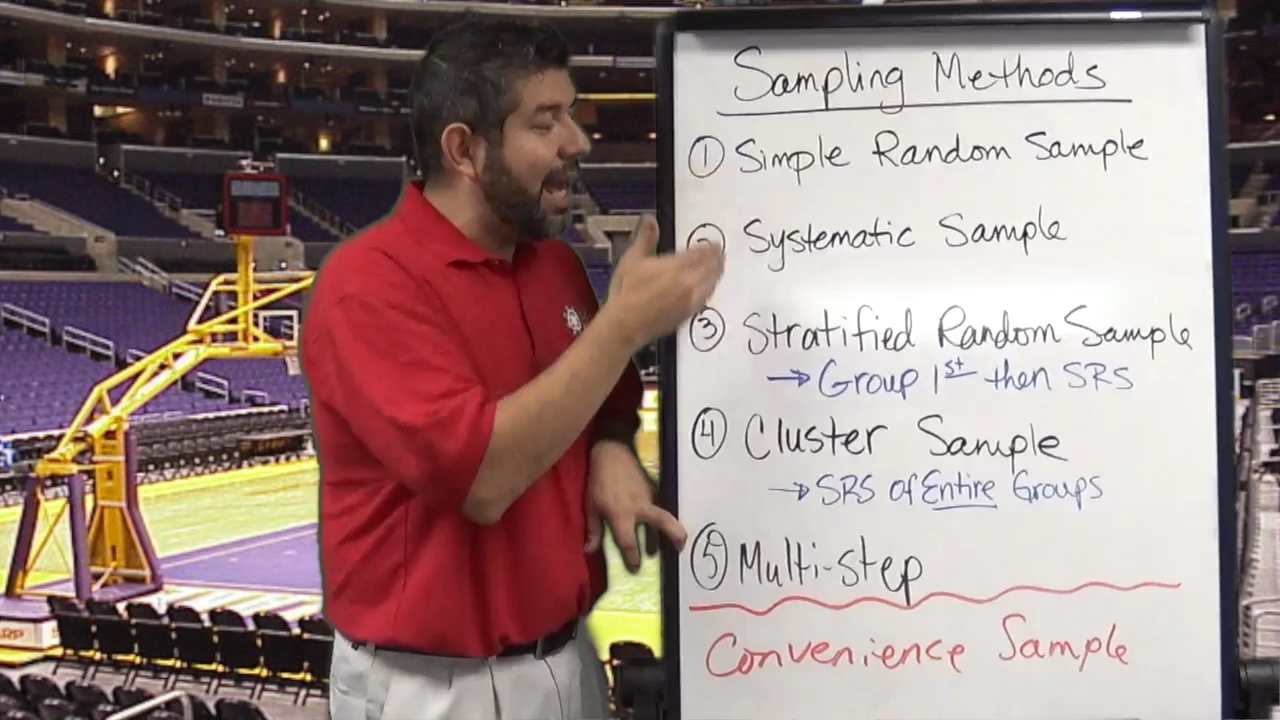 Sampling Methods
① Simple Random Sample
② Systematic Sample
③ Stratified Random Sample
→ Group 1st then SRS
④ Cluster Sample
→ SRS of Entire Groups
⑤ Multi-step
Convenience Sample